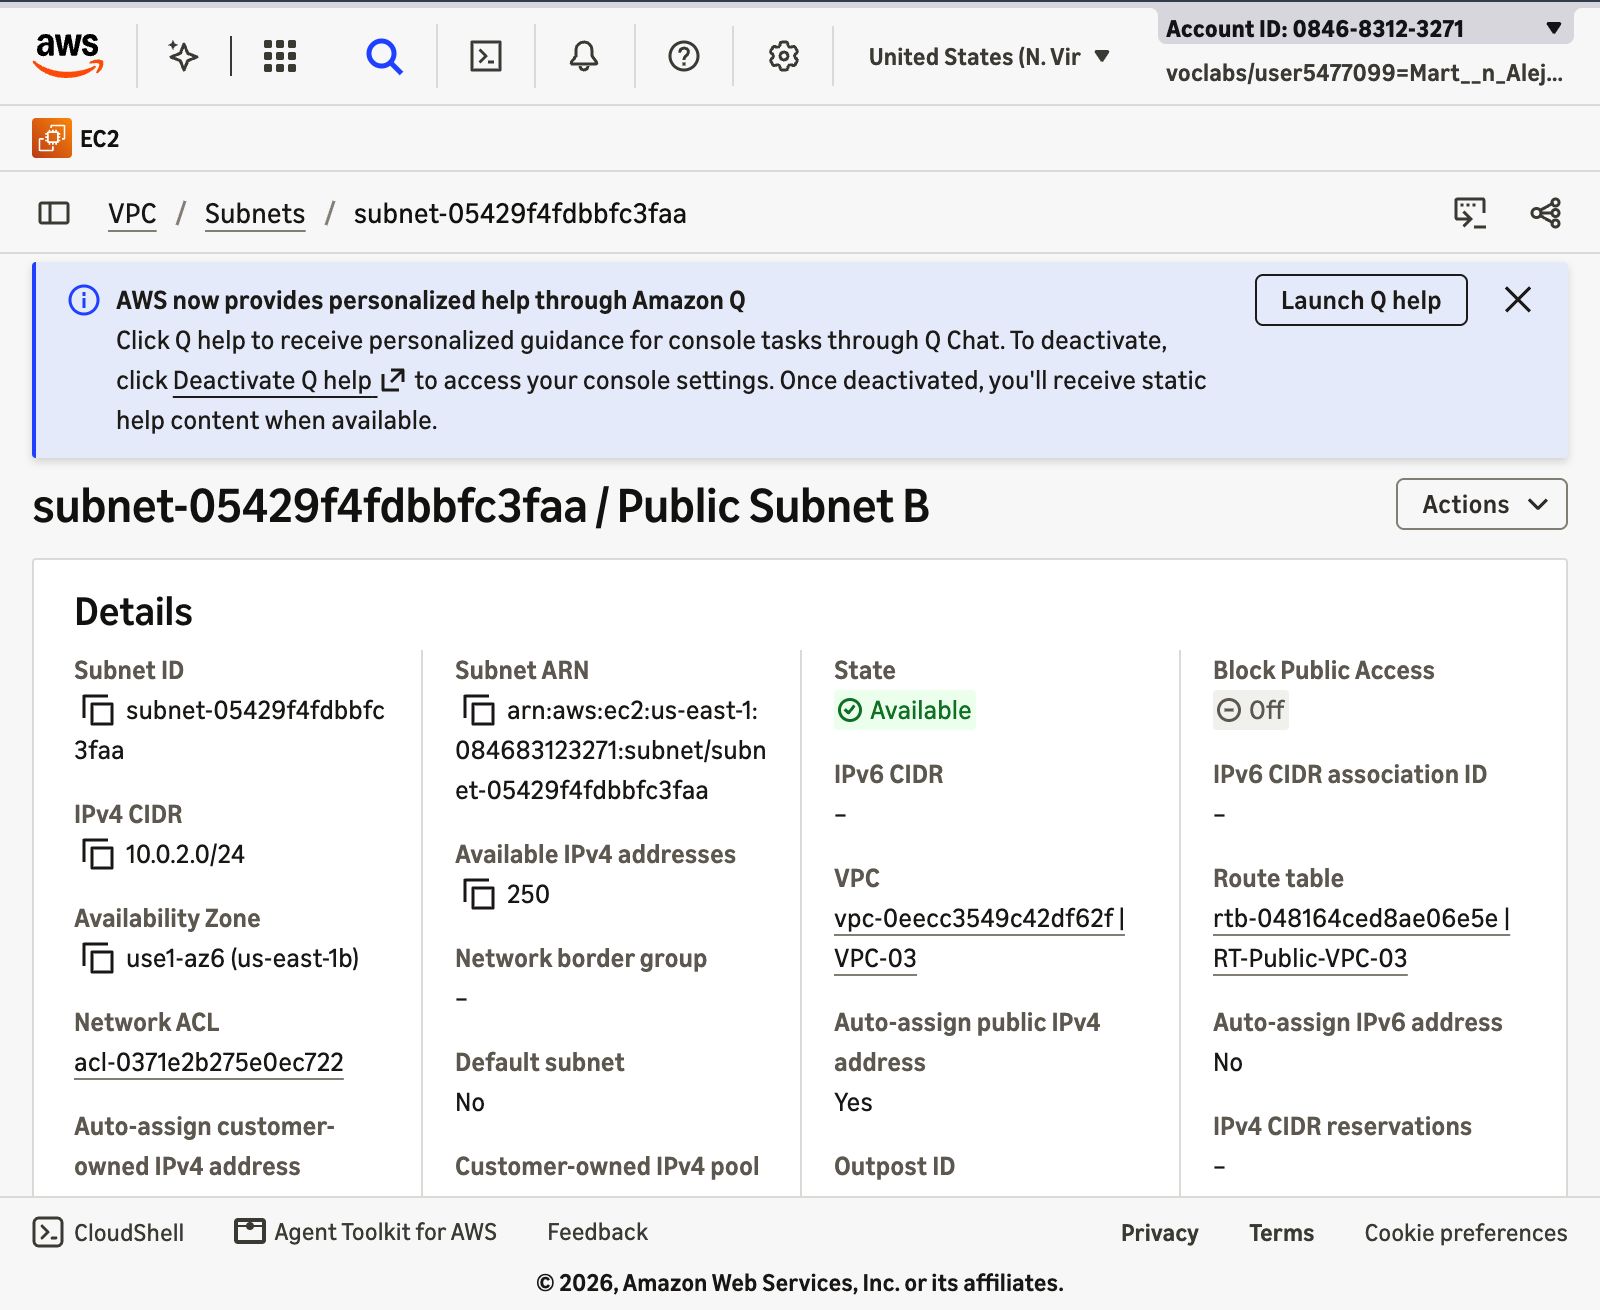 aws
United States (N. Vir
Account ID: 0846-8312-3271
voclabs/user5477099=Mart__n_Alej...
EC2
VPC / Subnets / subnet-05429f4fdbbfc3faa
AWS now provides personalized help through Amazon Q
Launch Q help
Click Q help to receive personalized guidance for console tasks through Q Chat. To deactivate,
click Deactivate Q help to access your console settings. Once deactivated, you'll receive static
help content when available.
subnet-05429f4fdbbfc3faa / Public Subnet B
Actions
Details
Subnet ID
subnet-05429f4fdbbfc
3faa
IPv4 CIDR
10.0.2.0/24
Availability Zone
use1-az6 (us-east-1b)
Network ACL
acl-0371e2b275e0ec722
Auto-assign customer-
owned IPv4 address
Subnet ARN
arn:aws:ec2:us-east-1:
084683123271:subnet/subn
et-05429f4fdbbfc3faa
Available IPv4 addresses
250
Network border group
–
Default subnet
No
Customer-owned IPv4 pool
State
Available
IPv6 CIDR
–
VPC
vpc-0eecc3549c42df62f |
VPC-03
Auto-assign public IPv4
address
Yes
Outpost ID
Block Public Access
Off
IPv6 CIDR association ID
–
Route table
rtb-048164ced8ae06e5e |
RT-Public-VPC-03
Auto-assign IPv6 address
No
IPv4 CIDR reservations
–
CloudShell
Agent Toolkit for AWS
Feedback
Privacy
Terms
Cookie preferences
© 2026, Amazon Web Services, Inc. or its affiliates.